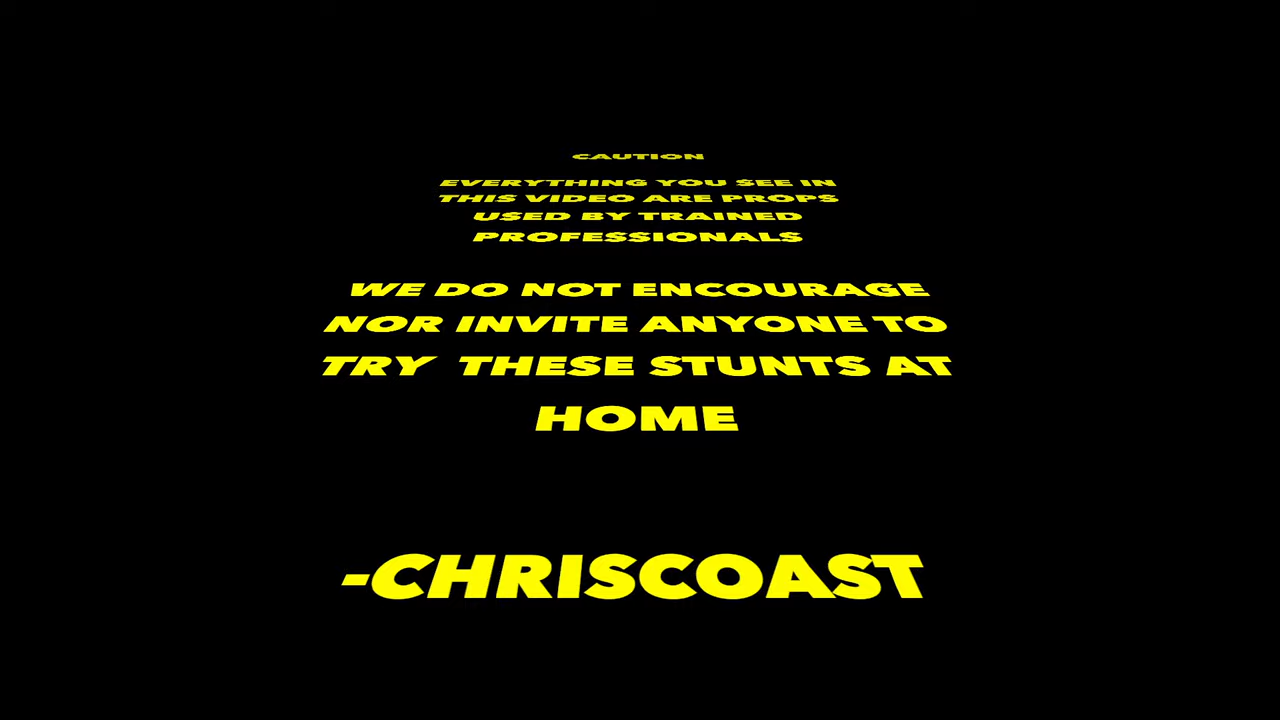 CAUTION
EVERYTHING YOU SEE IN
THIS VIDEO ARE PROPS
USED BY TRAINED
PROFESSIONALS
WE DO NOT ENCOURAGE
NOR INVITE ANYONE TO
TRY THESE STUNTS AT
HOME
-CHRISCOAST